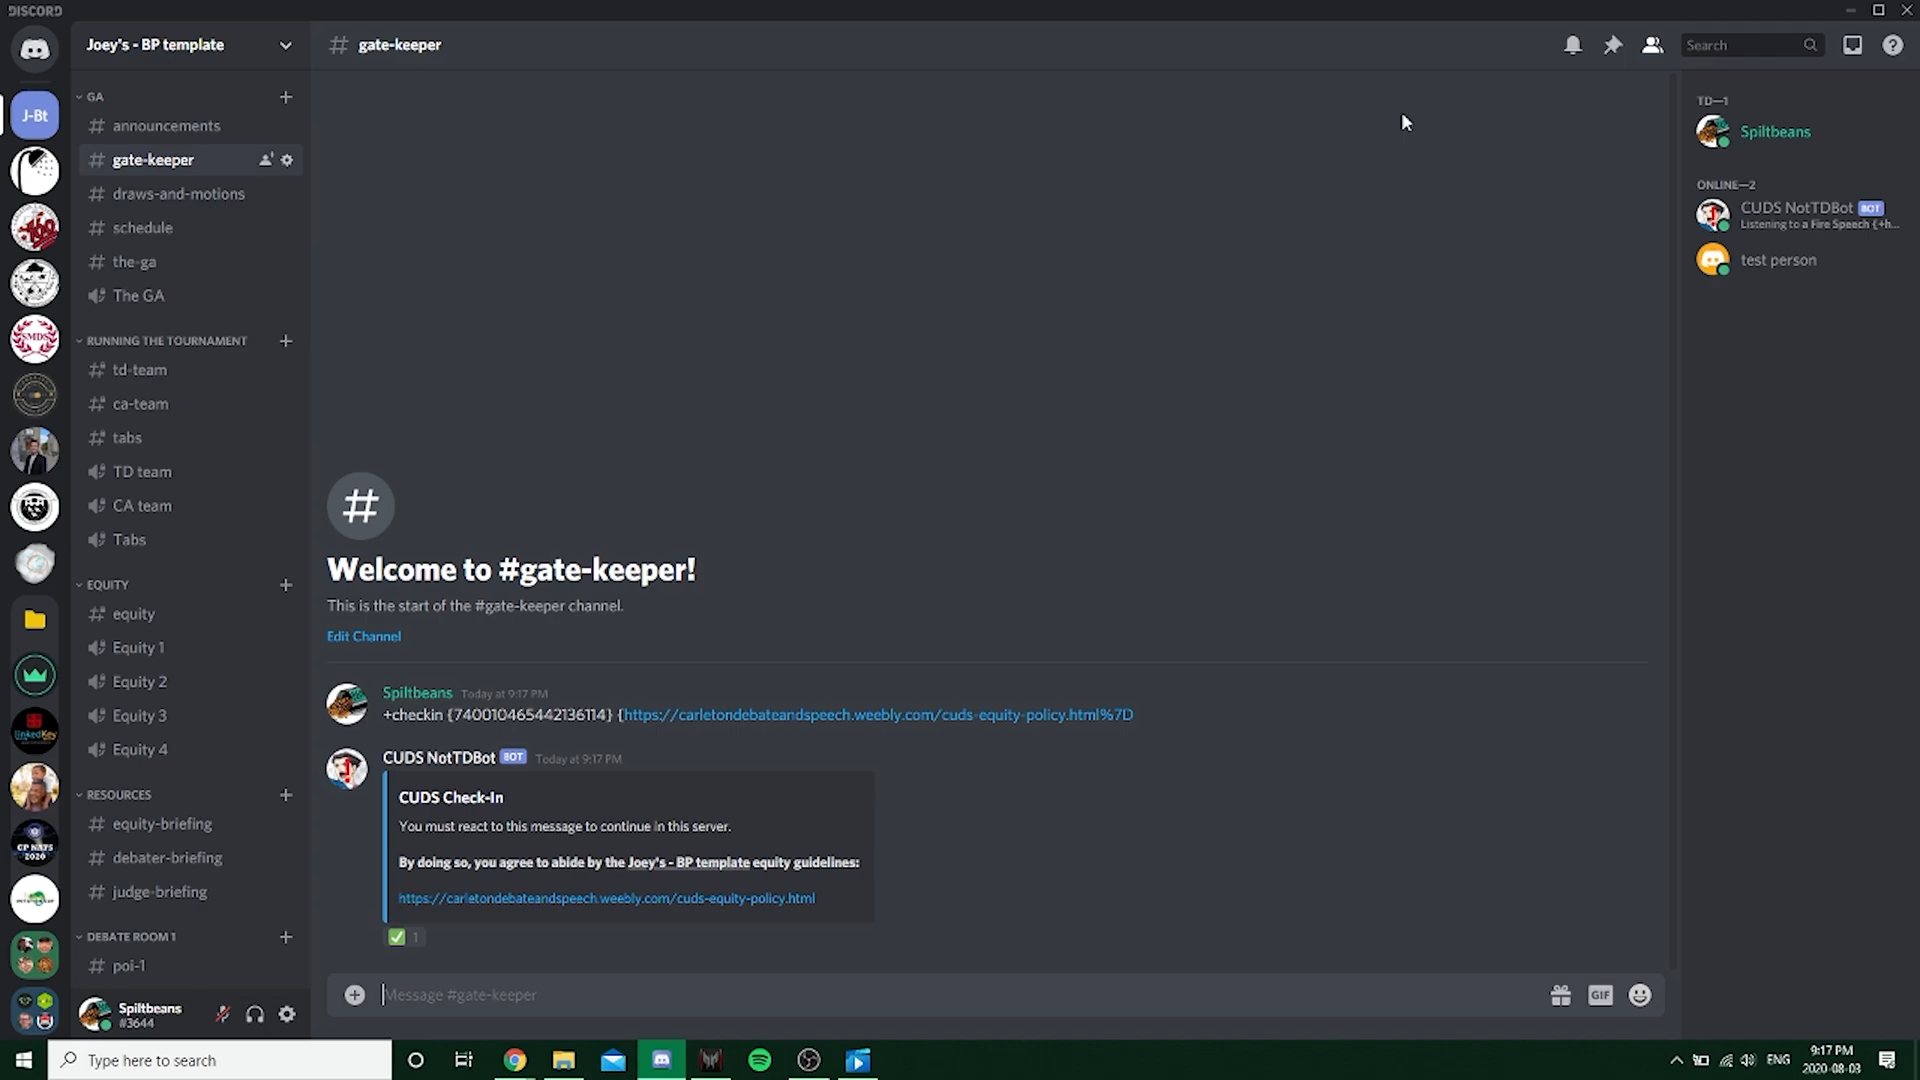 DISCORD
Joey's - BP template
gate-keeper
Search
J-Bt
GA
announcements
gate-keeper
draws-and-motions
schedule
the-ga
The GA
RUNNING THE TOURNAMENT
td-team
ca-team
tabs
TD team
CA team
Tabs
EQUITY
equity
Equity 1
Equity 2
Equity 3
Equity 4
RESOURCES
equity-briefing
debater-briefing
judge-briefing
DEBATE ROOM 1
poi-1
SMDS
LinkedKey
CP NATS
2020
Spiltbeans
#3644
Welcome to #gate-keeper!
This is the start of the #gate-keeper channel.
Edit Channel
Spiltbeans Today at 9:17 PM
+checkin {740010465442136114} {https://carletondebateandspeech.weebly.com/cuds-equity-policy.html%7D
CUDS NotTDBot BOT Today at 9:17 PM
CUDS Check-In
You must react to this message to continue in this server.
By doing so, you agree to abide by the Joey's - BP template equity guidelines:
https://carletondebateandspeech.weebly.com/cuds-equity-policy.html
1
Message #gate-keeper
GIF
TD—1
Spiltbeans
ONLINE—2
CUDS NotTDBot BOT
Listening to a Fire Speech {+h...
test person
Type here to search
ENG
9:17 PM
2020-08-03